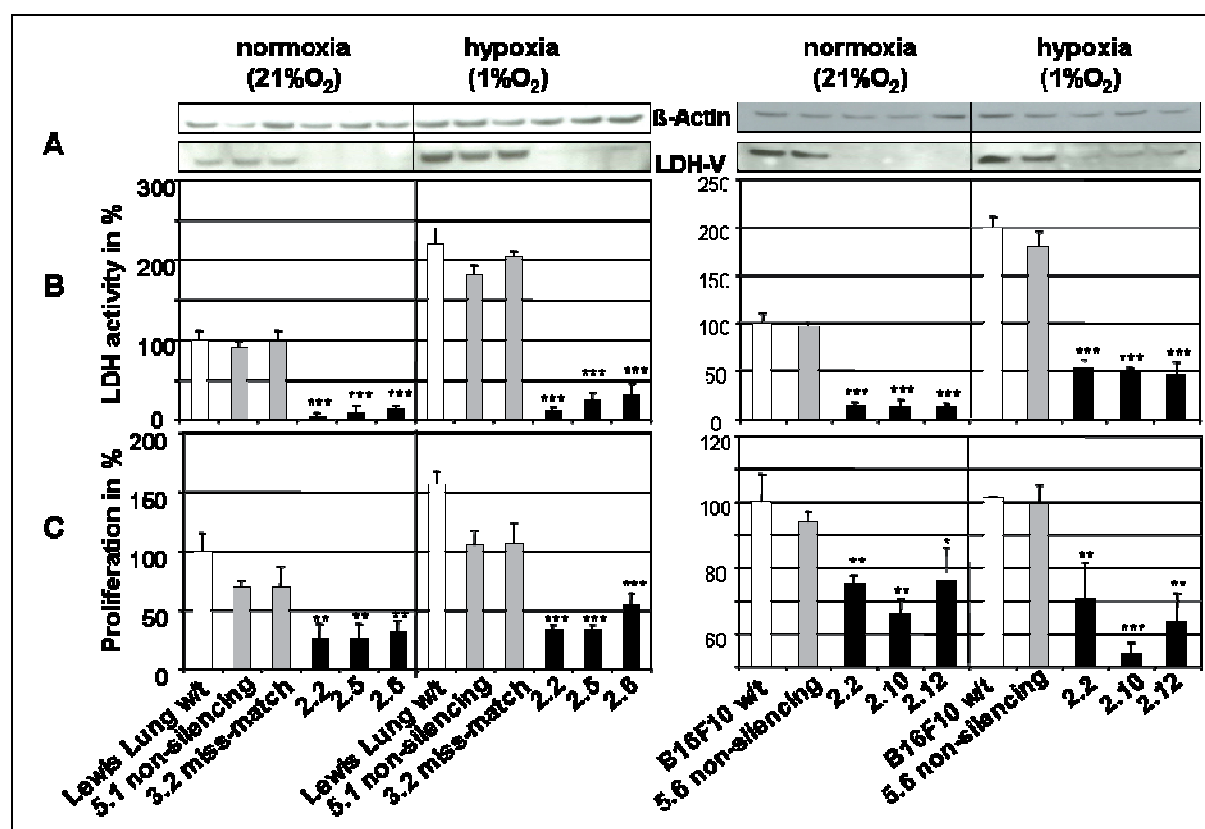 normoxia
(21%O₂)
hypoxia
(1%O₂)
normoxia
(21%O₂)
hypoxia
(1%O₂)
A
ß-Actin
LDH-V
B
LDH activity in %
300
200
100
0
250
200
150
100
50
0
*** *** *** *** *** ***
*** *** *** *** *** ***
C
Proliferation in %
200
150
100
50
0
120
100
80
60
** ** ** *** *** ***
** ** * ** *** **
Lewis Lung w/t
5.1 non-silencing
3.2 miss-match
2.2
2.5
2.6
Lewis Lung w/t
5.1 non-silencing
3.2 miss-match
2.2
2.5
2.6
B16F10 w/t
5.6 non-silencing
2.2
2.10
2.12
B16F10 w/t
5.6 non-silencing
2.2
2.10
2.12